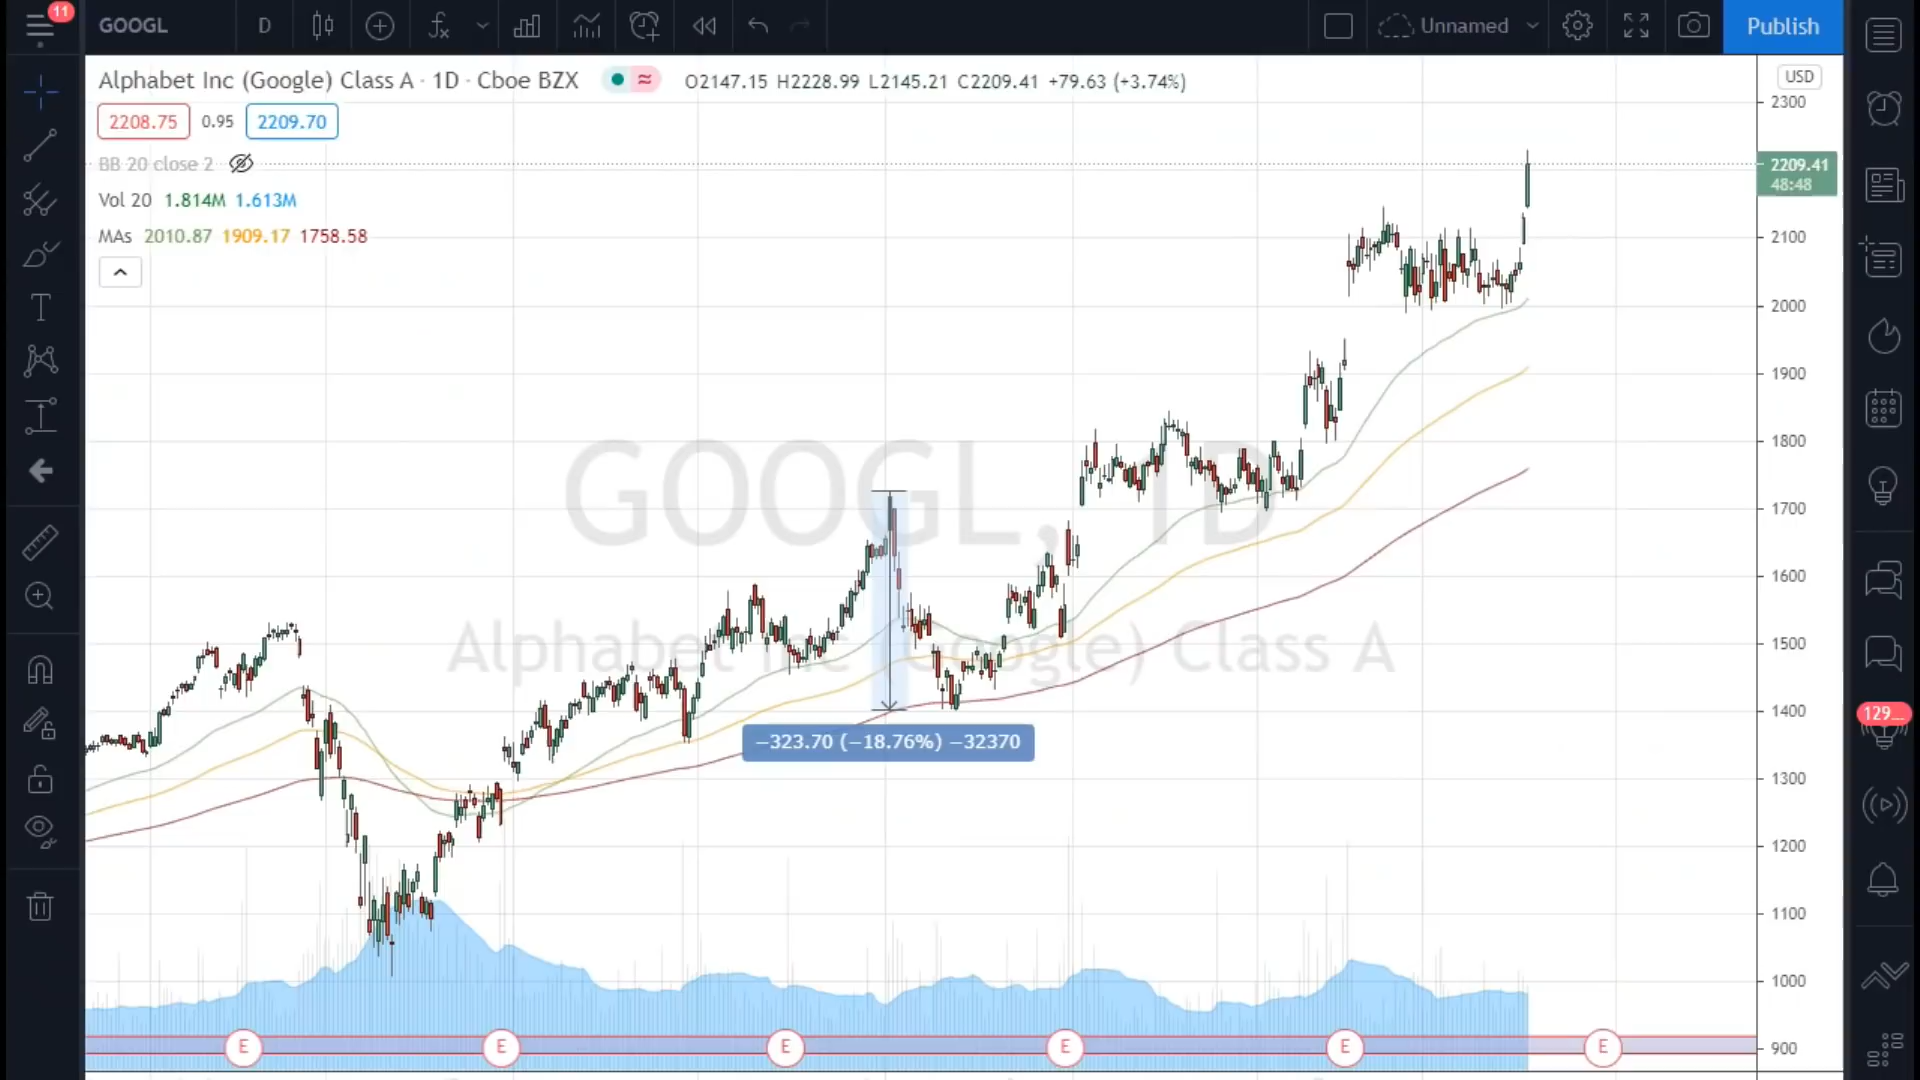 11
GOOGL D Unnamed Publish
Alphabet Inc (Google) Class A · 1D · Cboe BZX O2147.15 H2228.99 L2145.21 C2209.41 +79.63 (+3.74%)
USD
2208.75 0.95 2209.70
BB 20 close 2
Vol 20 1.814M 1.613M
MAs 2010.87 1909.17 1758.58
2300
2209.41
48:48
2100
2000
1900
1800
1700
1600
1500
1400
1300
1200
1100
1000
900
GOOGL, 1D
Alphabet Inc (Google) Class A
−323.70 (−18.76%) −32370
129...
E E E E E E